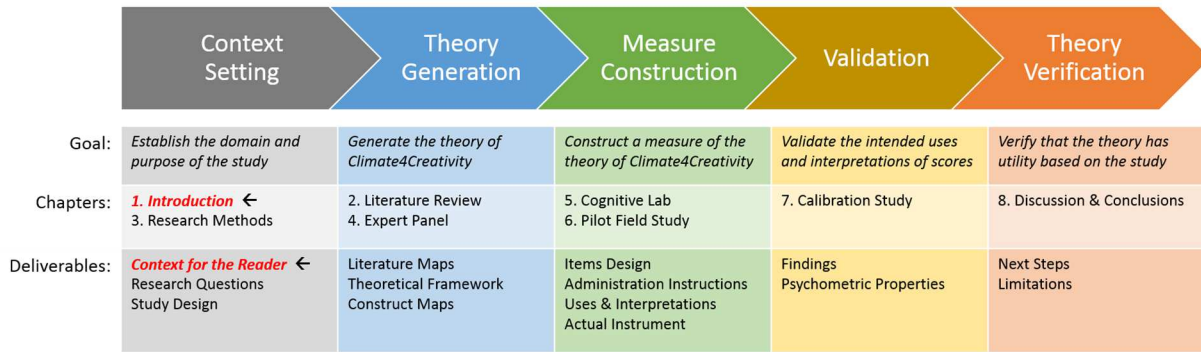 Context
Setting
Theory
Generation
Measure
Construction
Validation
Theory
Verification
Goal:
Establish the domain and
purpose of the study
Generate the theory of
Climate4Creativity
Construct a measure of the
theory of Climate4Creativity
Validate the intended uses
and interpretations of scores
Verify that the theory has
utility based on the study
Chapters:
1. Introduction ←
3. Research Methods
2. Literature Review
4. Expert Panel
5. Cognitive Lab
6. Pilot Field Study
7. Calibration Study
8. Discussion & Conclusions
Deliverables:
Context for the Reader ←
Research Questions
Study Design
Literature Maps
Theoretical Framework
Construct Maps
Items Design
Administration Instructions
Uses & Interpretations
Actual Instrument
Findings
Psychometric Properties
Next Steps
Limitations